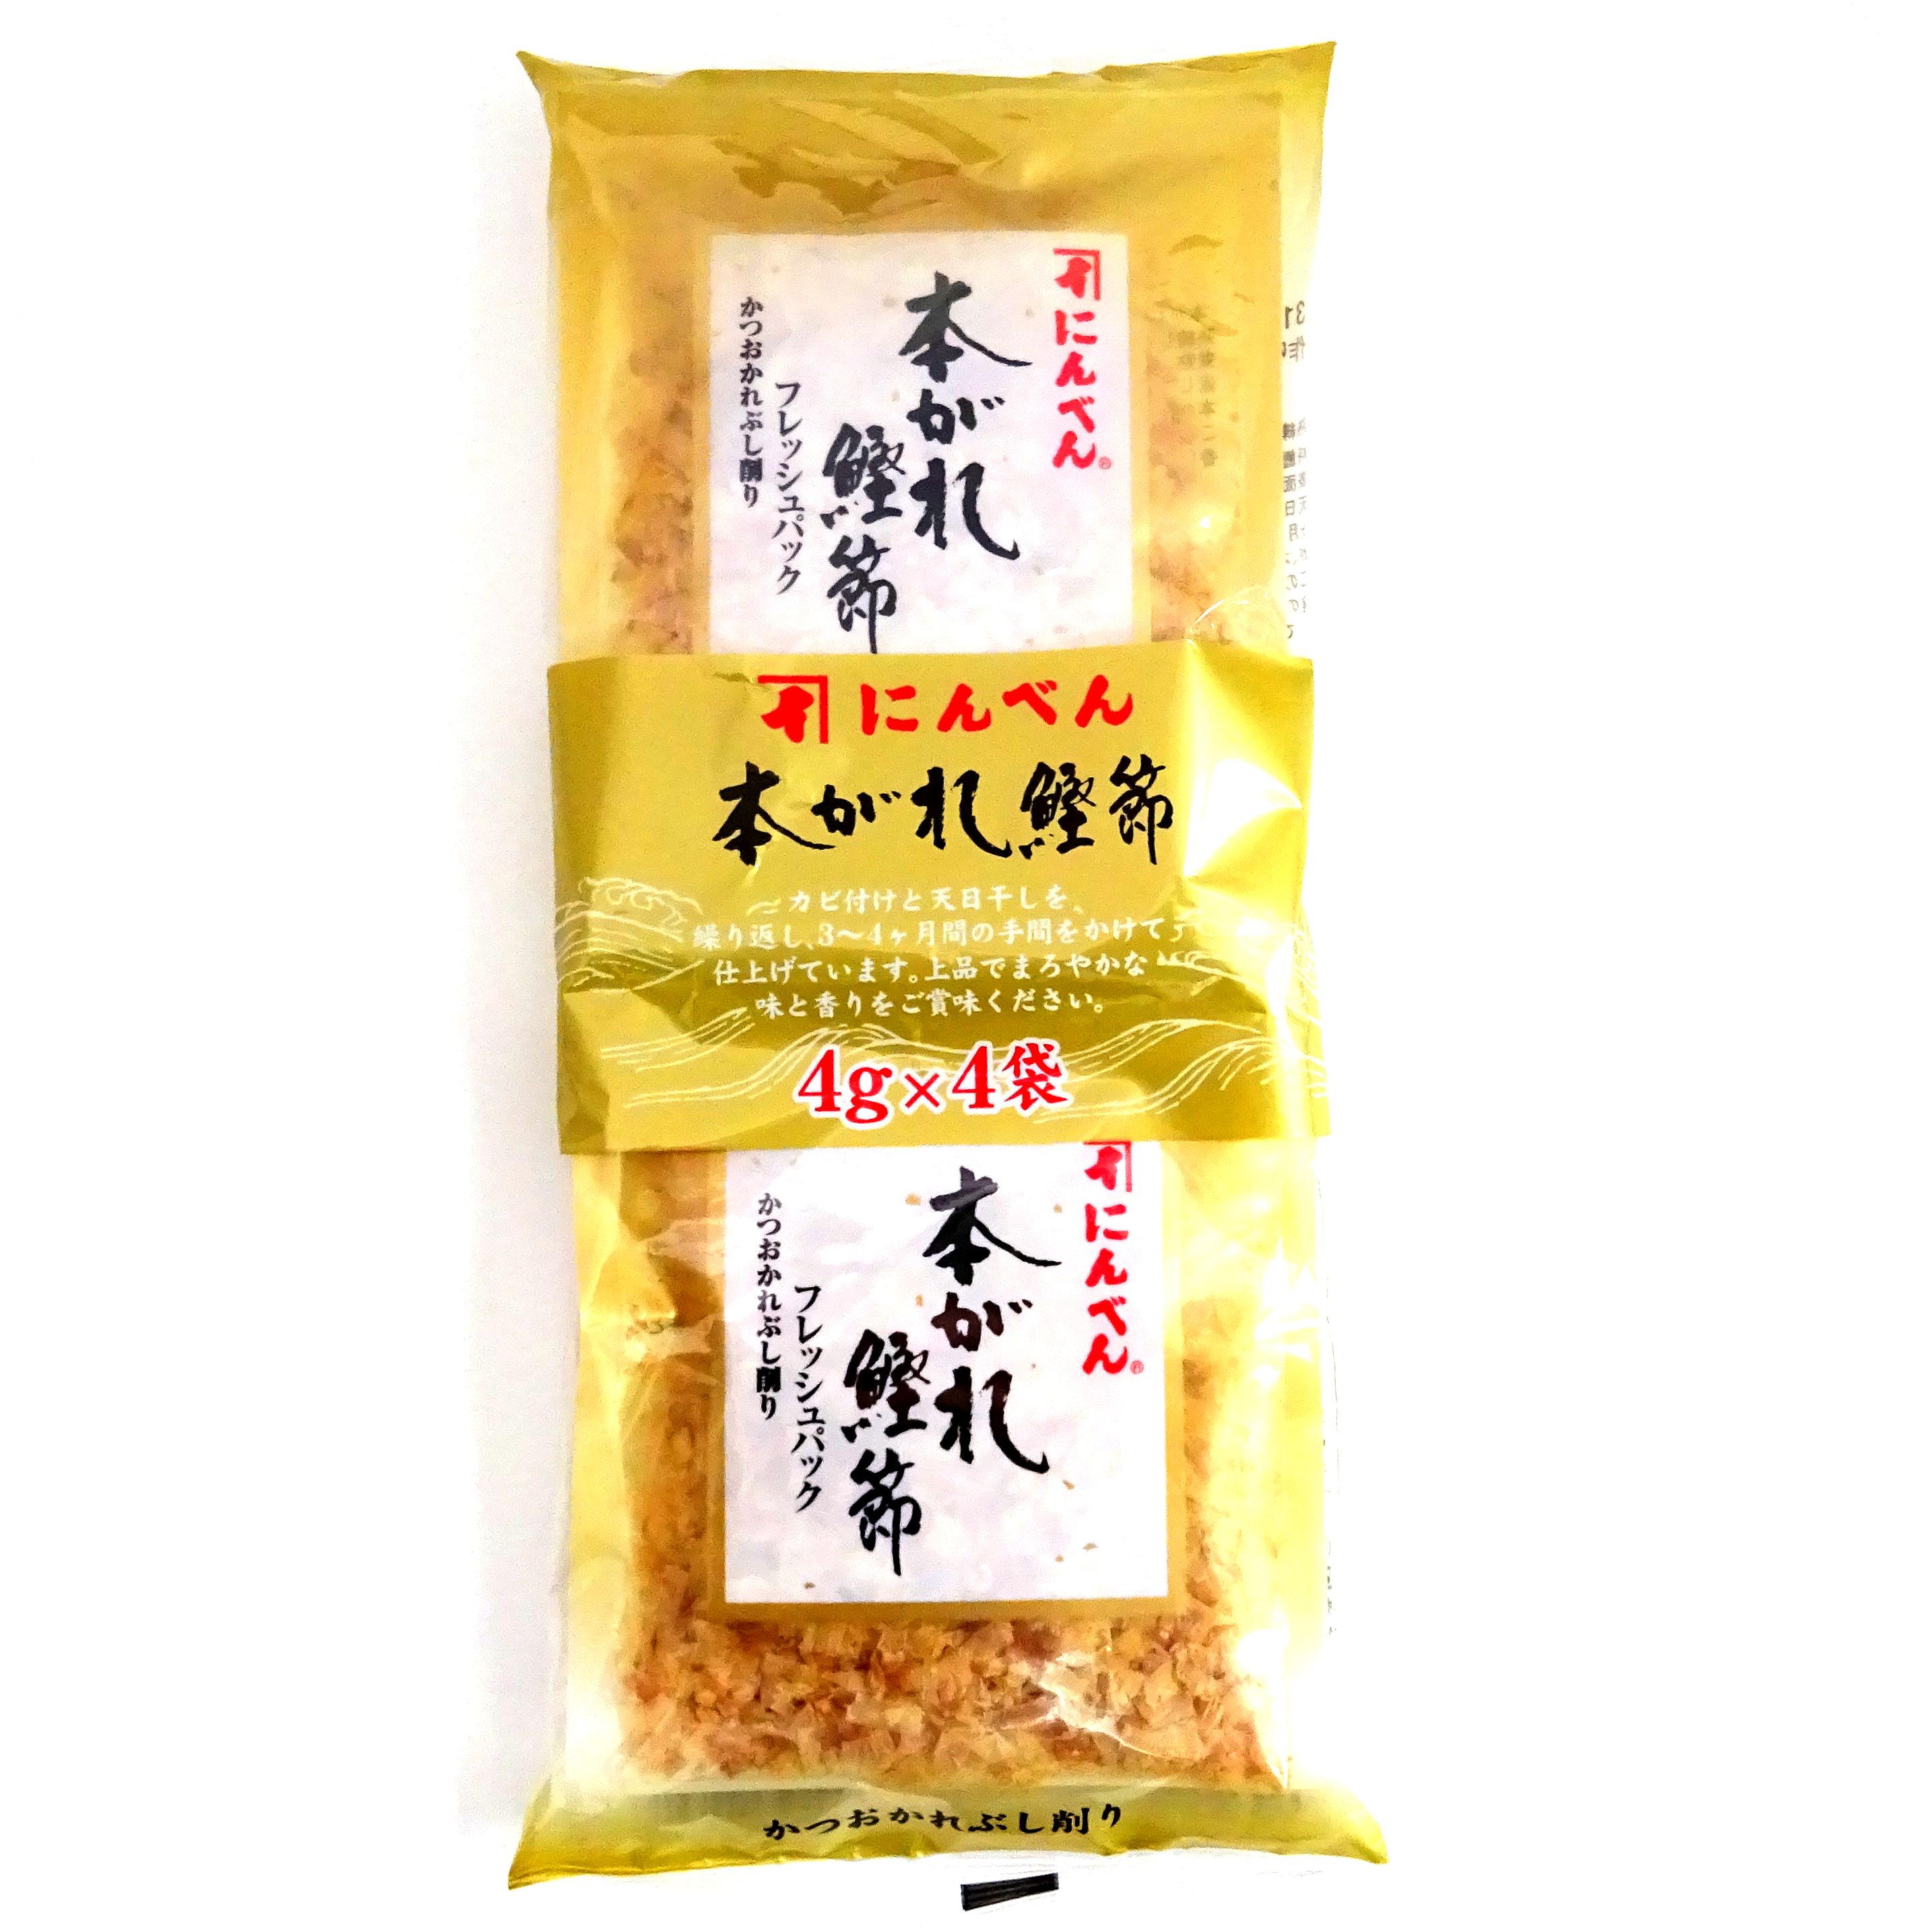 にんべん®
本がれ
鰹節
フレッシュパック
かつおかれぶし削り
にんべん
本がれ鰹節
カビ付けと天日干しを、
繰り返し、3〜4ヶ月間の手間をかけて
仕上げています。上品でまろやかな
味と香りをご賞味ください。
4g×4袋
にんべん®
本がれ
鰹節
フレッシュパック
かつおかれぶし削り
かつおかれぶし削り